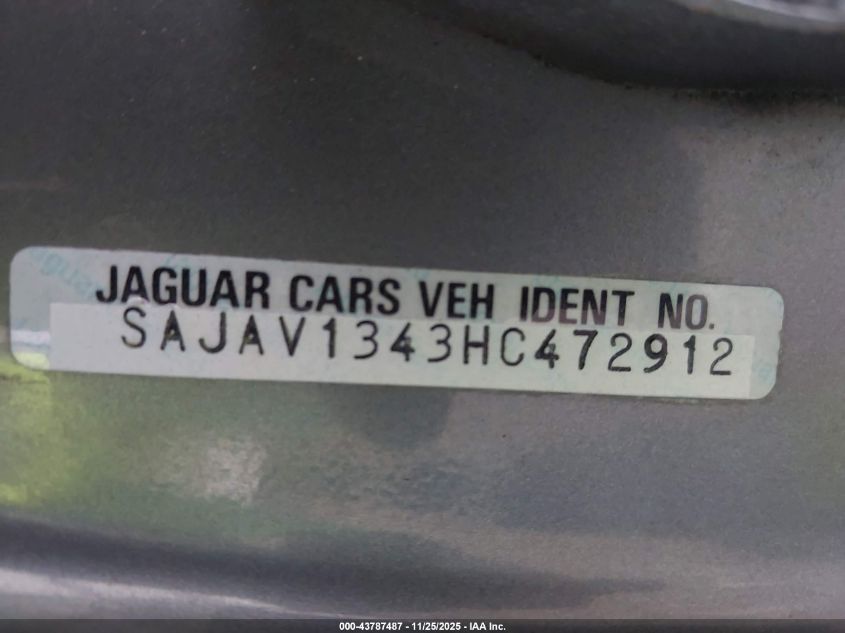 JAGUAR CARS VEH IDENT NO.
SAJAV1343HC472912
000-43787487 - 11/25/2025 - IAA Inc.